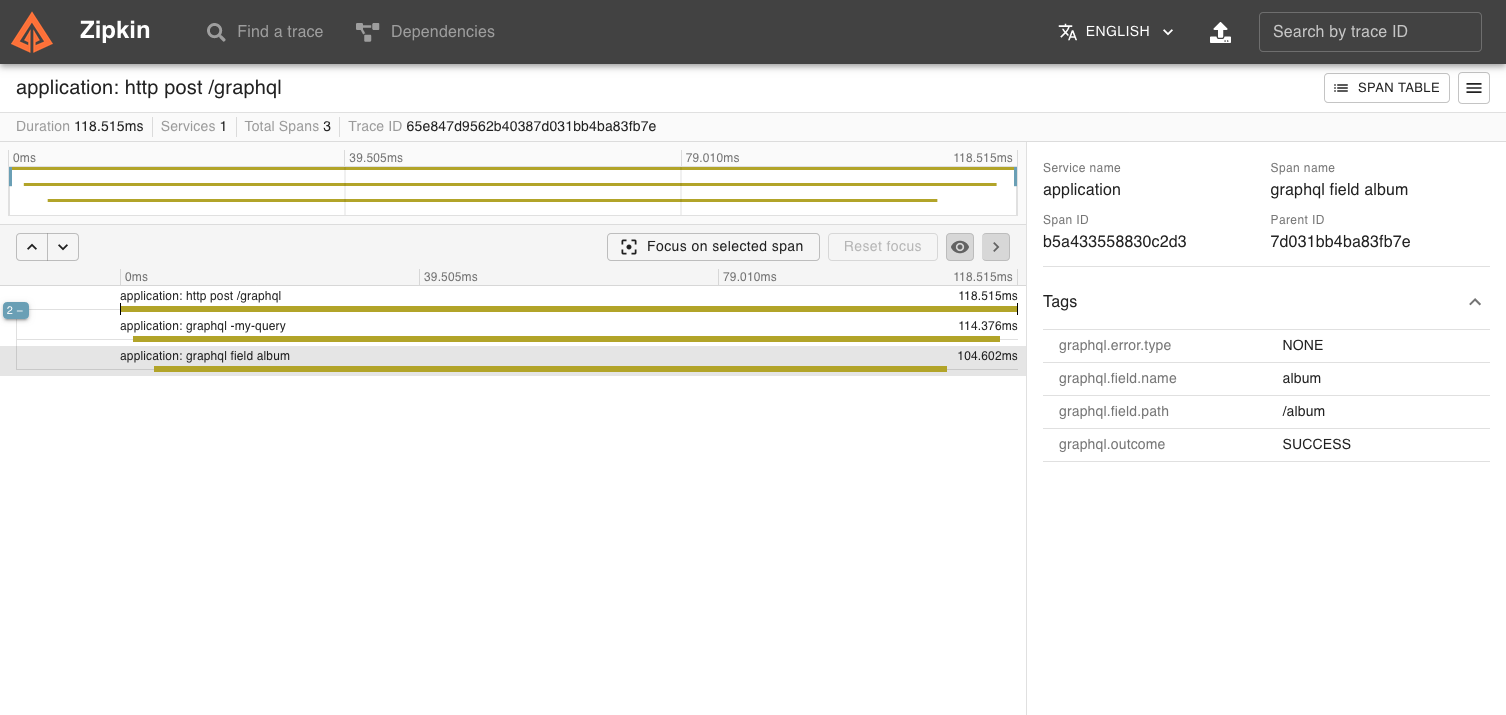 Zipkin
Find a trace
Dependencies
ENGLISH
Search by trace ID
application: http post /graphql
SPAN TABLE
Duration 118.515ms
Services 1
Total Spans 3
Trace ID 65e847d9562b40387d031bb4ba83fb7e
0ms 39.505ms 79.010ms 118.515ms
Focus on selected span
Reset focus
0ms 39.505ms 79.010ms 118.515ms
2 −
application: http post /graphql 118.515ms
application: graphql -my-query 114.376ms
application: graphql field album 104.602ms
Service name
application
Span name
graphql field album
Span ID
b5a433558830c2d3
Parent ID
7d031bb4ba83fb7e
Tags
graphql.error.type NONE
graphql.field.name album
graphql.field.path /album
graphql.outcome SUCCESS